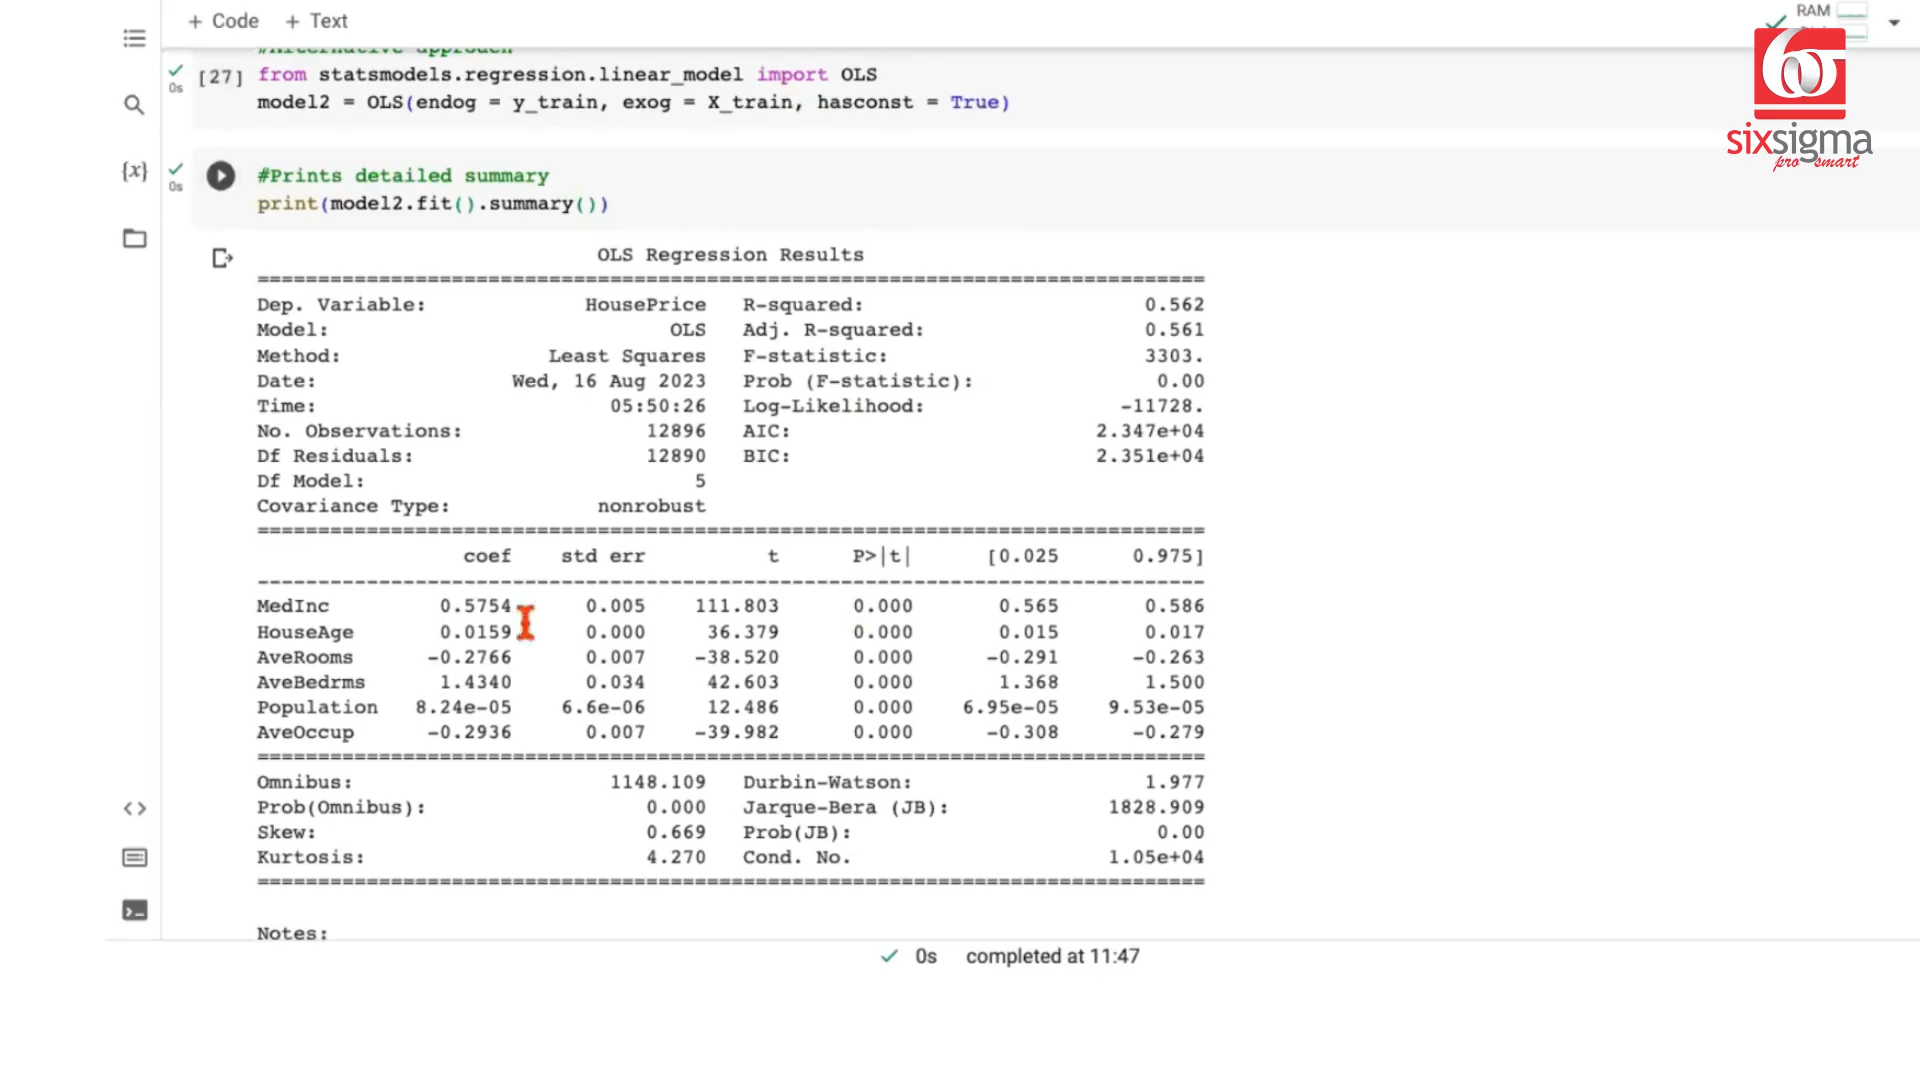 + Code + Text
RAM
#Alternative approach
[27] from statsmodels.regression.linear_model import OLS
0s
model2 = OLS(endog = y_train, exog = X_train, hasconst = True)
{x}
0s
#Prints detailed summary
print(model2.fit().summary())
OLS Regression Results
==============================================================================
Dep. Variable: HousePrice R-squared: 0.562
Model: OLS Adj. R-squared: 0.561
Method: Least Squares F-statistic: 3303.
Date: Wed, 16 Aug 2023 Prob (F-statistic): 0.00
Time: 05:50:26 Log-Likelihood: -11728.
No. Observations: 12896 AIC: 2.347e+04
Df Residuals: 12890 BIC: 2.351e+04
Df Model: 5
Covariance Type: nonrobust
==============================================================================
coef std err t P>|t| [0.025 0.975]
------------------------------------------------------------------------------
MedInc 0.5754 0.005 111.803 0.000 0.565 0.586
HouseAge 0.0159 0.000 36.379 0.000 0.015 0.017
AveRooms -0.2766 0.007 -38.520 0.000 -0.291 -0.263
AveBedrms 1.4340 0.034 42.603 0.000 1.368 1.500
Population 8.24e-05 6.6e-06 12.486 0.000 6.95e-05 9.53e-05
AveOccup -0.2936 0.007 -39.982 0.000 -0.308 -0.279
==============================================================================
Omnibus: 1148.109 Durbin-Watson: 1.977
Prob(Omnibus): 0.000 Jarque-Bera (JB): 1828.909
Skew: 0.669 Prob(JB): 0.00
Kurtosis: 4.270 Cond. No. 1.05e+04
==============================================================================
Notes:
0s completed at 11:47
6σ
sixsigma
pro smart